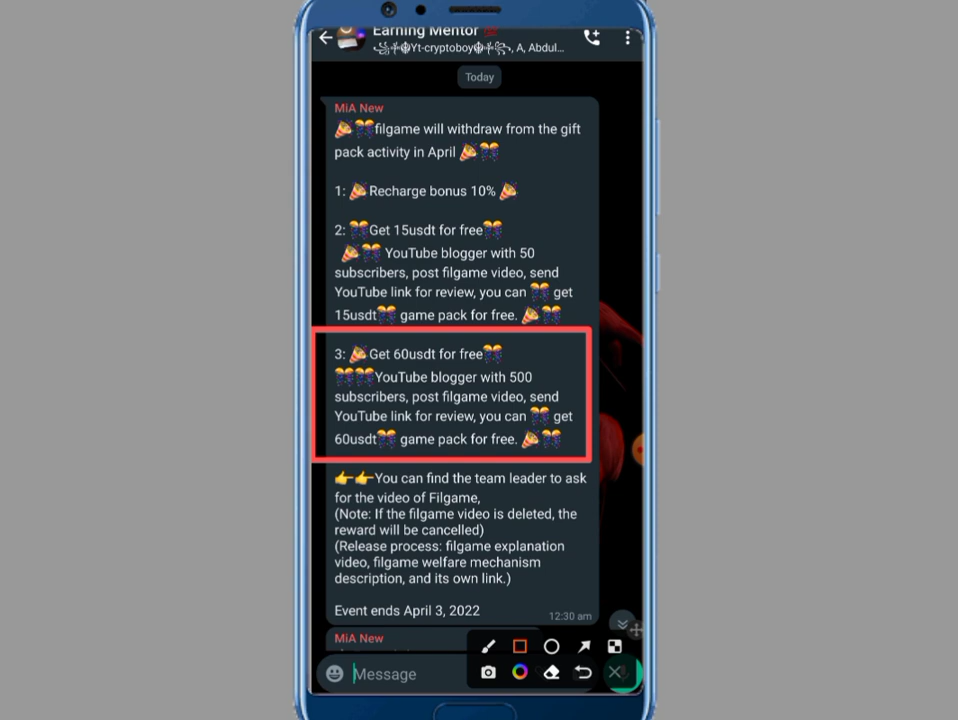 Earning Mentor
Yt-cryptoboy, A, Abdul...
Today
MiA New
filgame will withdraw from the gift
pack activity in April
1: Recharge bonus 10%
2: Get 15usdt for free
YouTube blogger with 50
subscribers, post filgame video, send
YouTube link for review, you can get
15usdt game pack for free.
3: Get 60usdt for free
YouTube blogger with 500
subscribers, post filgame video, send
YouTube link for review, you can get
60usdt game pack for free.
You can find the team leader to ask
for the video of Filgame,
(Note: If the filgame video is deleted, the
reward will be cancelled)
(Release process: filgame explanation
video, filgame welfare mechanism
description, and its own link.)
Event ends April 3, 2022
12:30 am
MiA New
Message